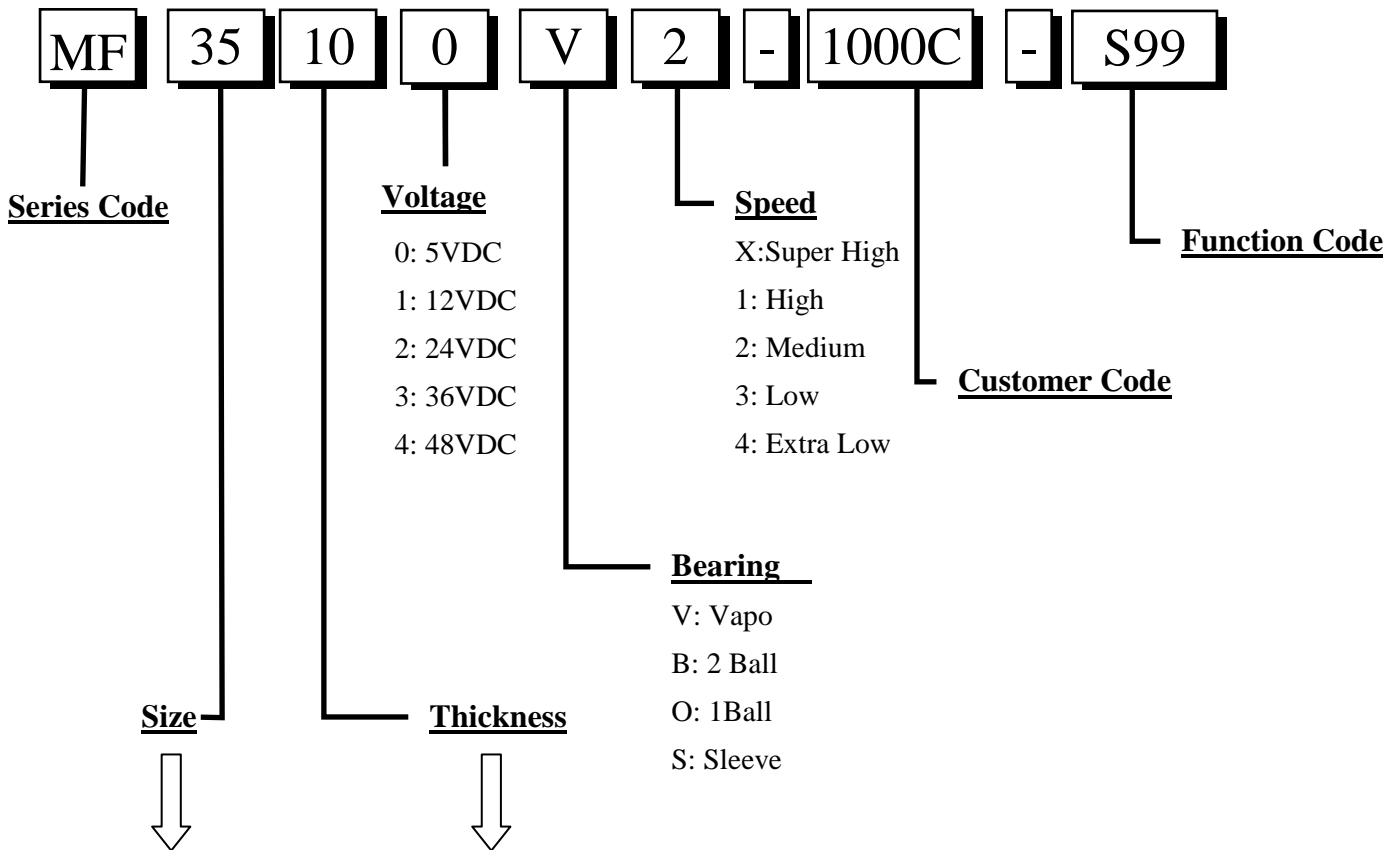 MF 35 10 0 V 2 - 1000C - S99
Series Code
Voltage
0: 5VDC
1: 12VDC
2: 24VDC
3: 36VDC
4: 48VDC
Speed
X:Super High
1: High
2: Medium
3: Low
4: Extra Low
Function Code
Customer Code
Bearing
V: Vapo
B: 2 Ball
O: 1Ball
S: Sleeve
Size
Thickness